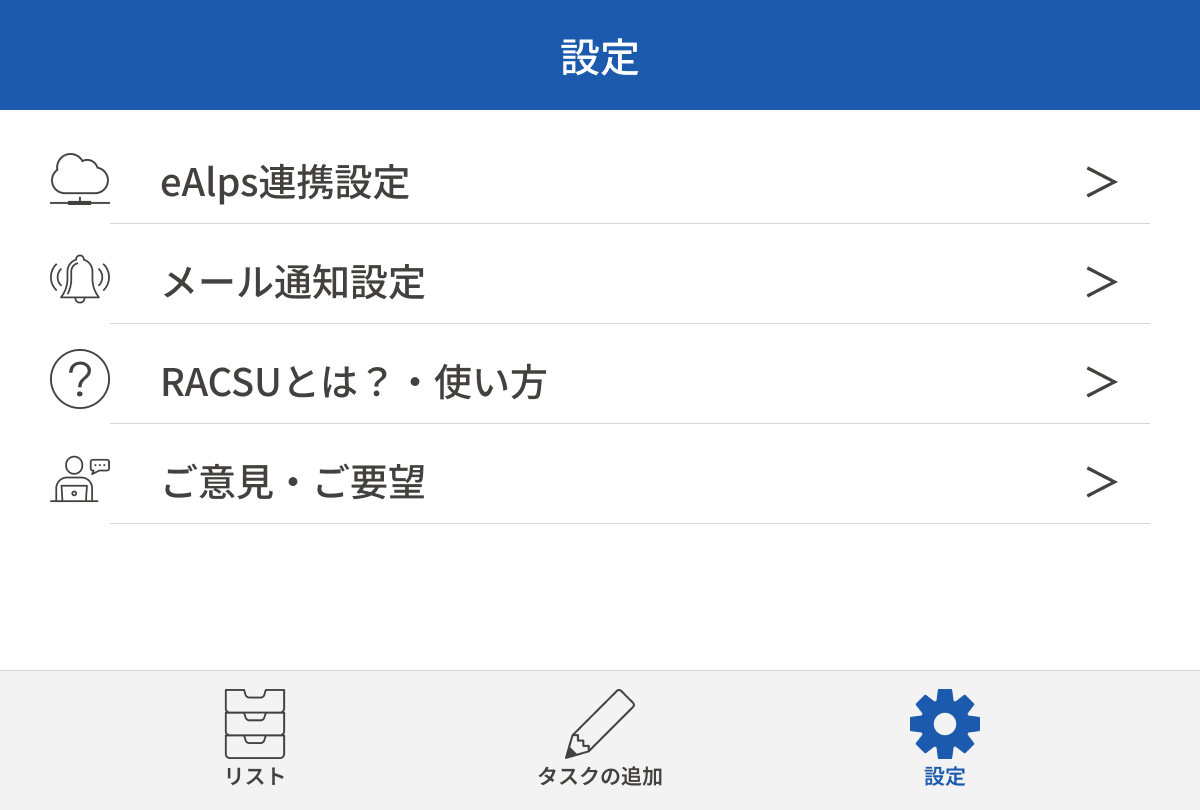 設定
eAlps連携設定
メール通知設定
RACSUとは？・使い方
ご意見・ご要望
リスト
タスクの追加
設定